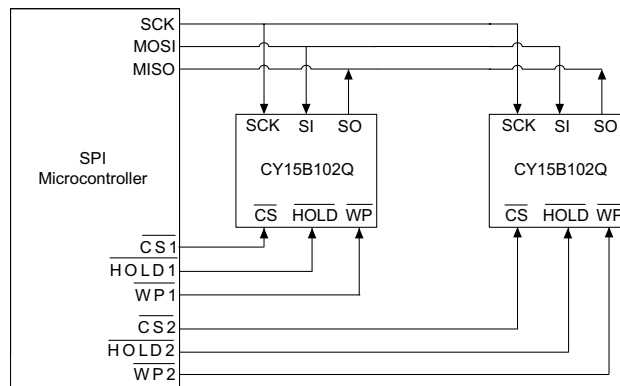 SCK
MOSI
MISO
SCK SI SO
SCK SI SO
SPI
Microcontroller
CY15B102Q
CY15B102Q
CS HOLD WP
CS HOLD WP
CS1
HOLD1
WP1
CS2
HOLD2
WP2